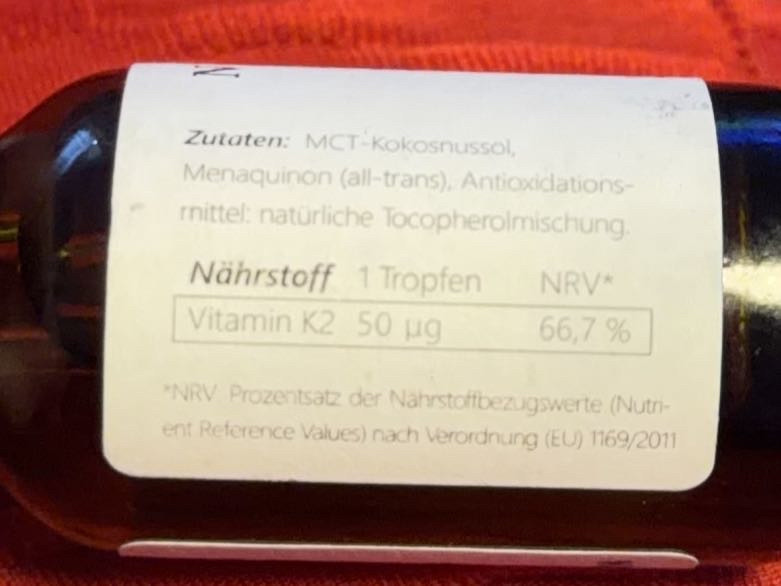 Zutaten: MCT-Kokosnussöl,
Menaquinon (all-trans), Antioxidations-
mittel: natürliche Tocopherolmischung.
Nährstoff 1 Tropfen NRV*
Vitamin K2 50 µg 66,7 %
*NRV: Prozentsatz der Nährstoffbezugswerte (Nutri-
ent Reference Values) nach Verordnung (EU) 1169/2011